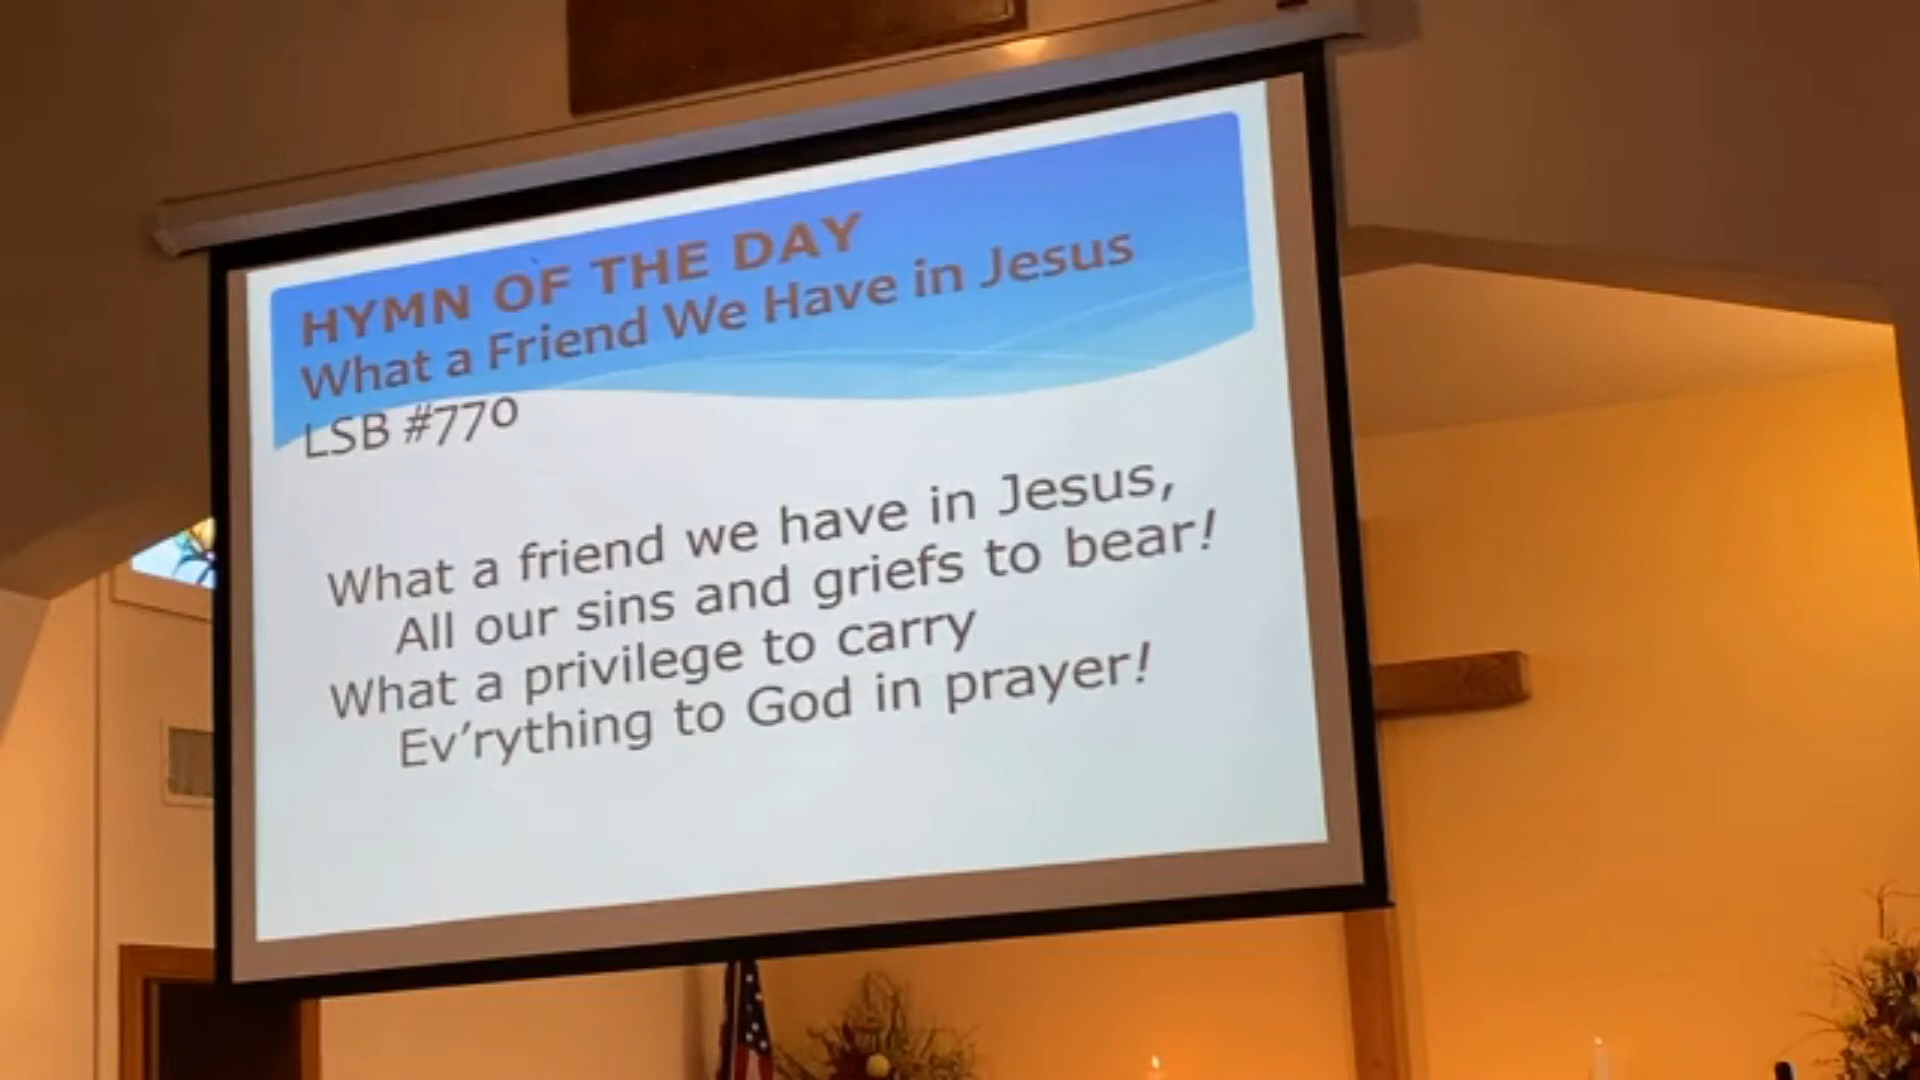 HYMN OF THE DAY
What a Friend We Have in Jesus
LSB #770
What a friend we have in Jesus,
All our sins and griefs to bear!
What a privilege to carry
Ev’rything to God in prayer!